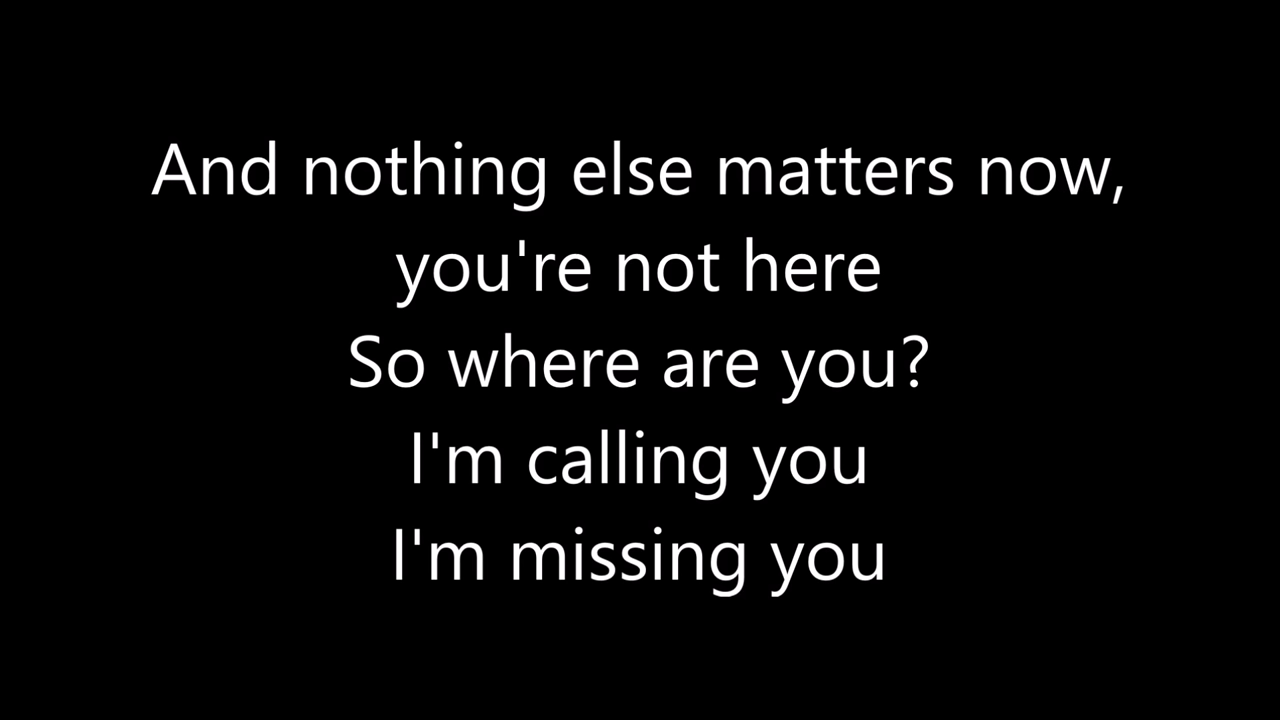 And nothing else matters now,
you're not here
So where are you?
I'm calling you
I'm missing you